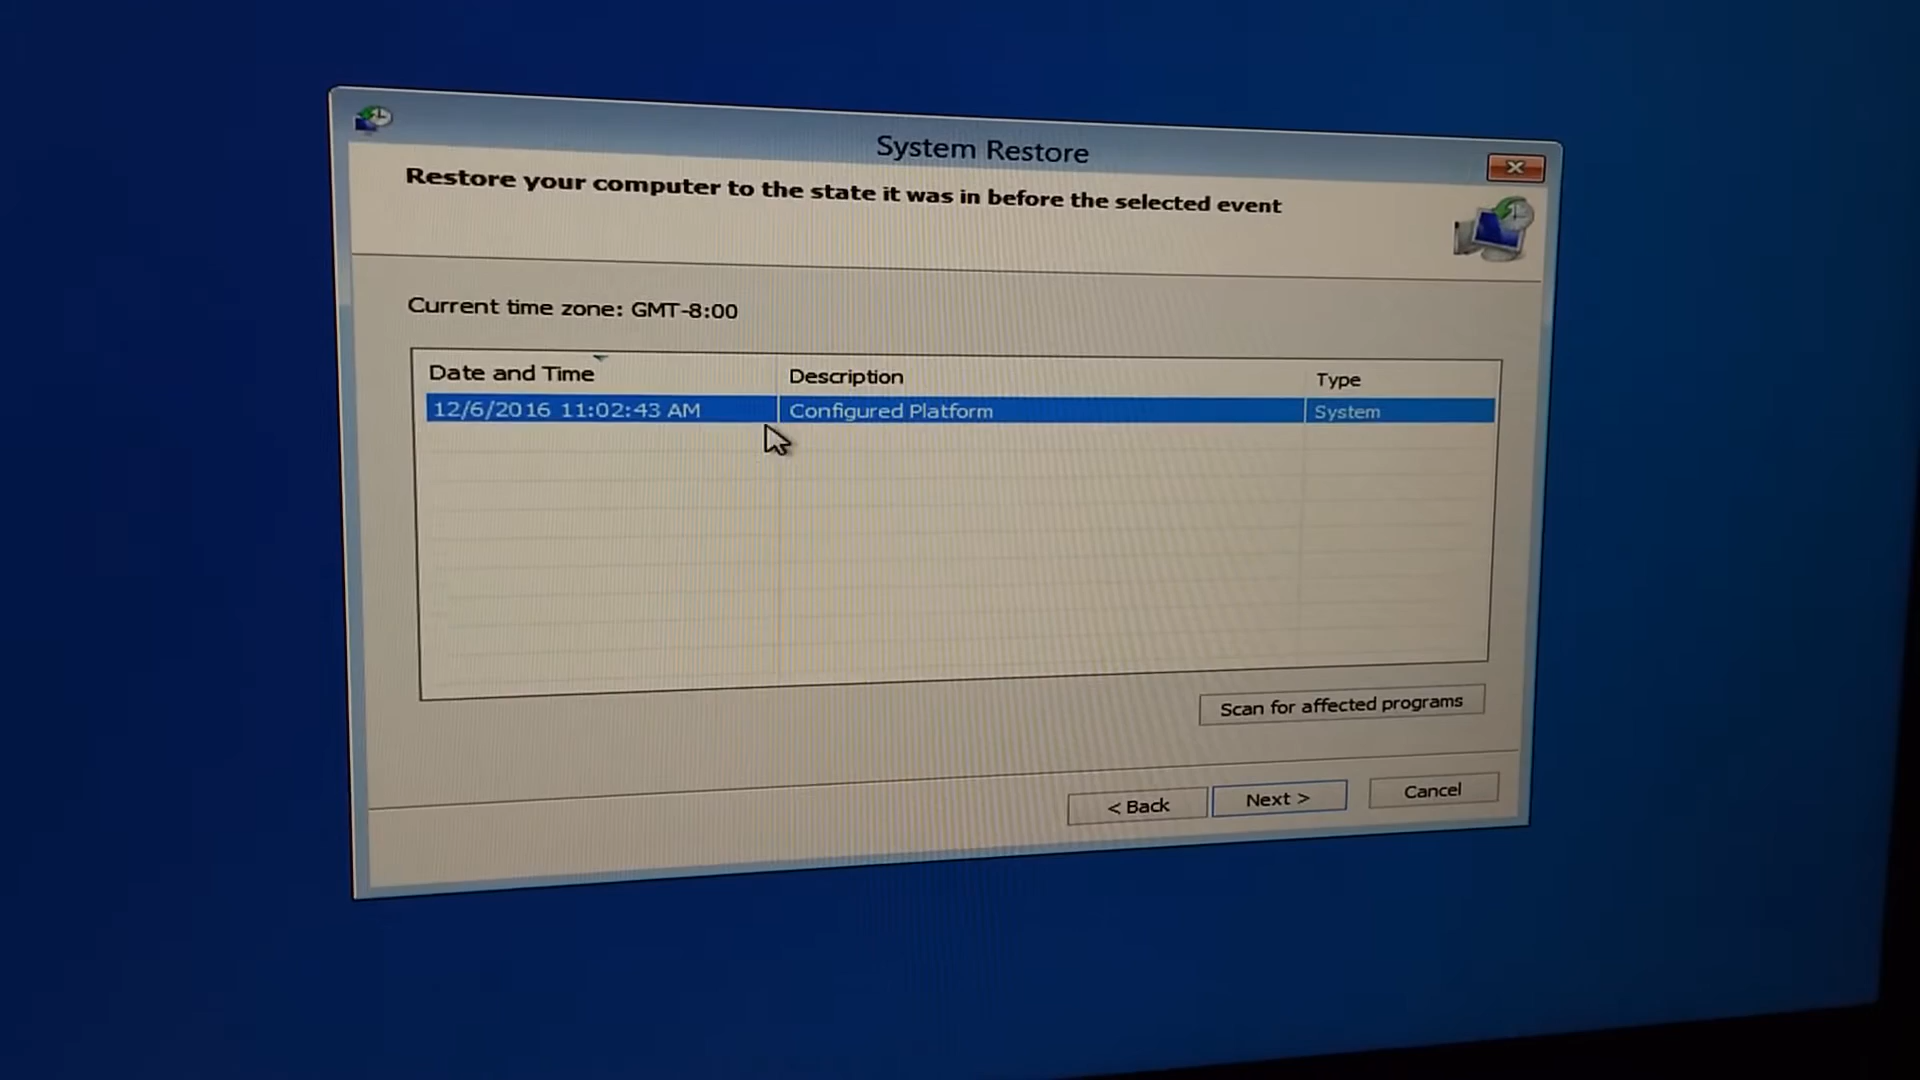 System Restore
Restore your computer to the state it was in before the selected event
Current time zone: GMT-8:00
Date and Time Description Type
12/6/2016 11:02:43 AM Configured Platform System
Scan for affected programs
< Back Next > Cancel